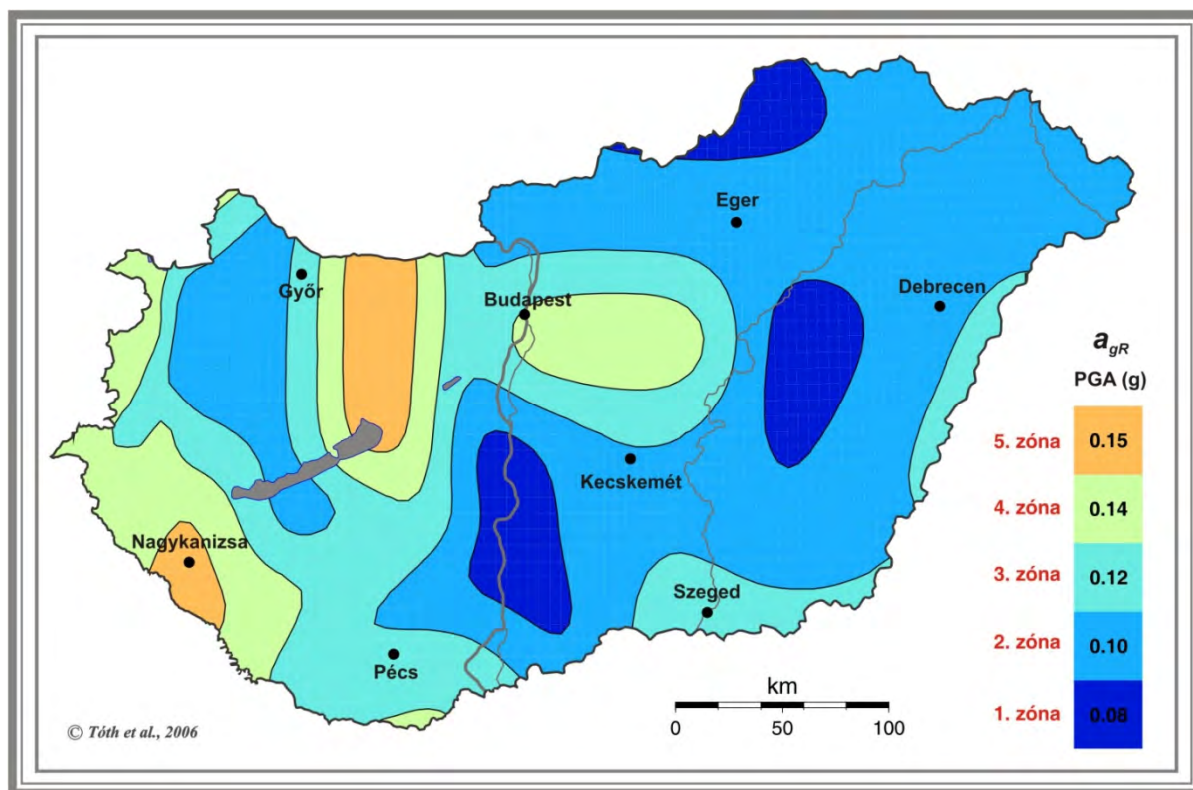 Eger
Debrecen
Győr
Budapest
Kecskemét
Nagykanizsa
Szeged
Pécs
a_gR
PGA (g)
5. zóna 0.15
4. zóna 0.14
3. zóna 0.12
2. zóna 0.10
1. zóna 0.08
km
0 50 100
© Tóth et al., 2006